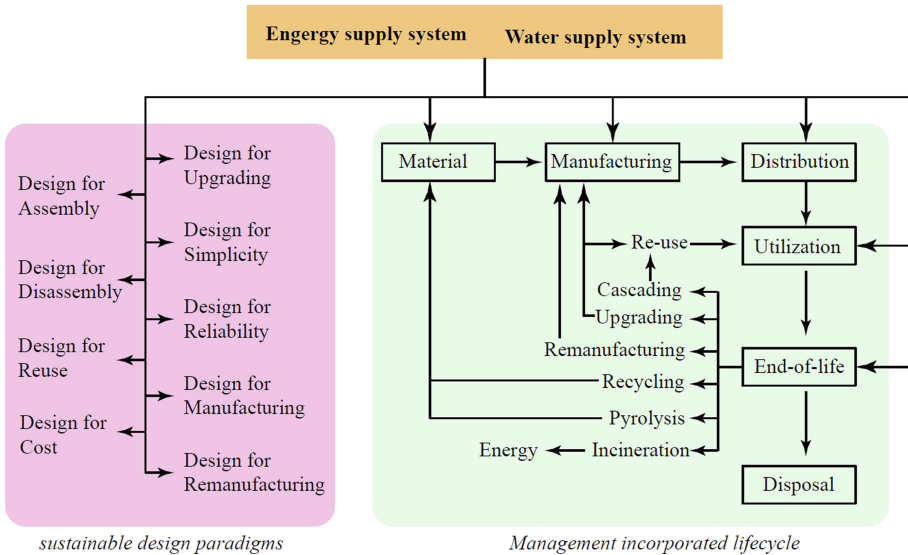 Engergy supply system
Water supply system
Design for
Upgrading
Design for
Assembly
Design for
Simplicity
Design for
Disassembly
Design for
Reliability
Design for
Reuse
Design for
Manufacturing
Design for
Cost
Design for
Remanufacturing
sustainable design paradigms
Material
Manufacturing
Distribution
Re-use
Utilization
Cascading
Upgrading
Remanufacturing
End-of-life
Recycling
Pyrolysis
Energy
Incineration
Disposal
Management incorporated lifecycle